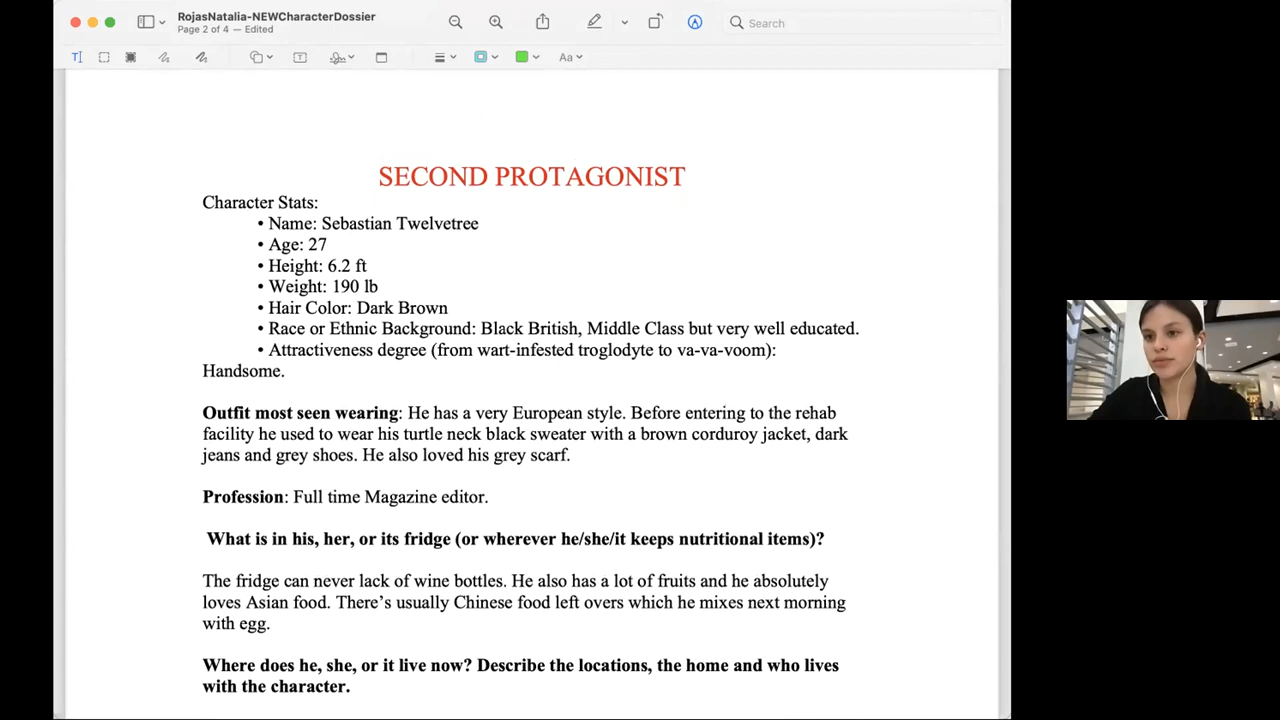 RojasNatalia-NEWCharacterDossier
Page 2 of 4 — Edited
Search
Aa
SECOND PROTAGONIST
Character Stats:
• Name: Sebastian Twelvetree
• Age: 27
• Height: 6.2 ft
• Weight: 190 lb
• Hair Color: Dark Brown
• Race or Ethnic Background: Black British, Middle Class but very well educated.
• Attractiveness degree (from wart-infested troglodyte to va-va-voom):
Handsome.
Outfit most seen wearing: He has a very European style. Before entering to the rehab
facility he used to wear his turtle neck black sweater with a brown corduroy jacket, dark
jeans and grey shoes. He also loved his grey scarf.
Profession: Full time Magazine editor.
What is in his, her, or its fridge (or wherever he/she/it keeps nutritional items)?
The fridge can never lack of wine bottles. He also has a lot of fruits and he absolutely
loves Asian food. There’s usually Chinese food left overs which he mixes next morning
with egg.
Where does he, she, or it live now? Describe the locations, the home and who lives
with the character.